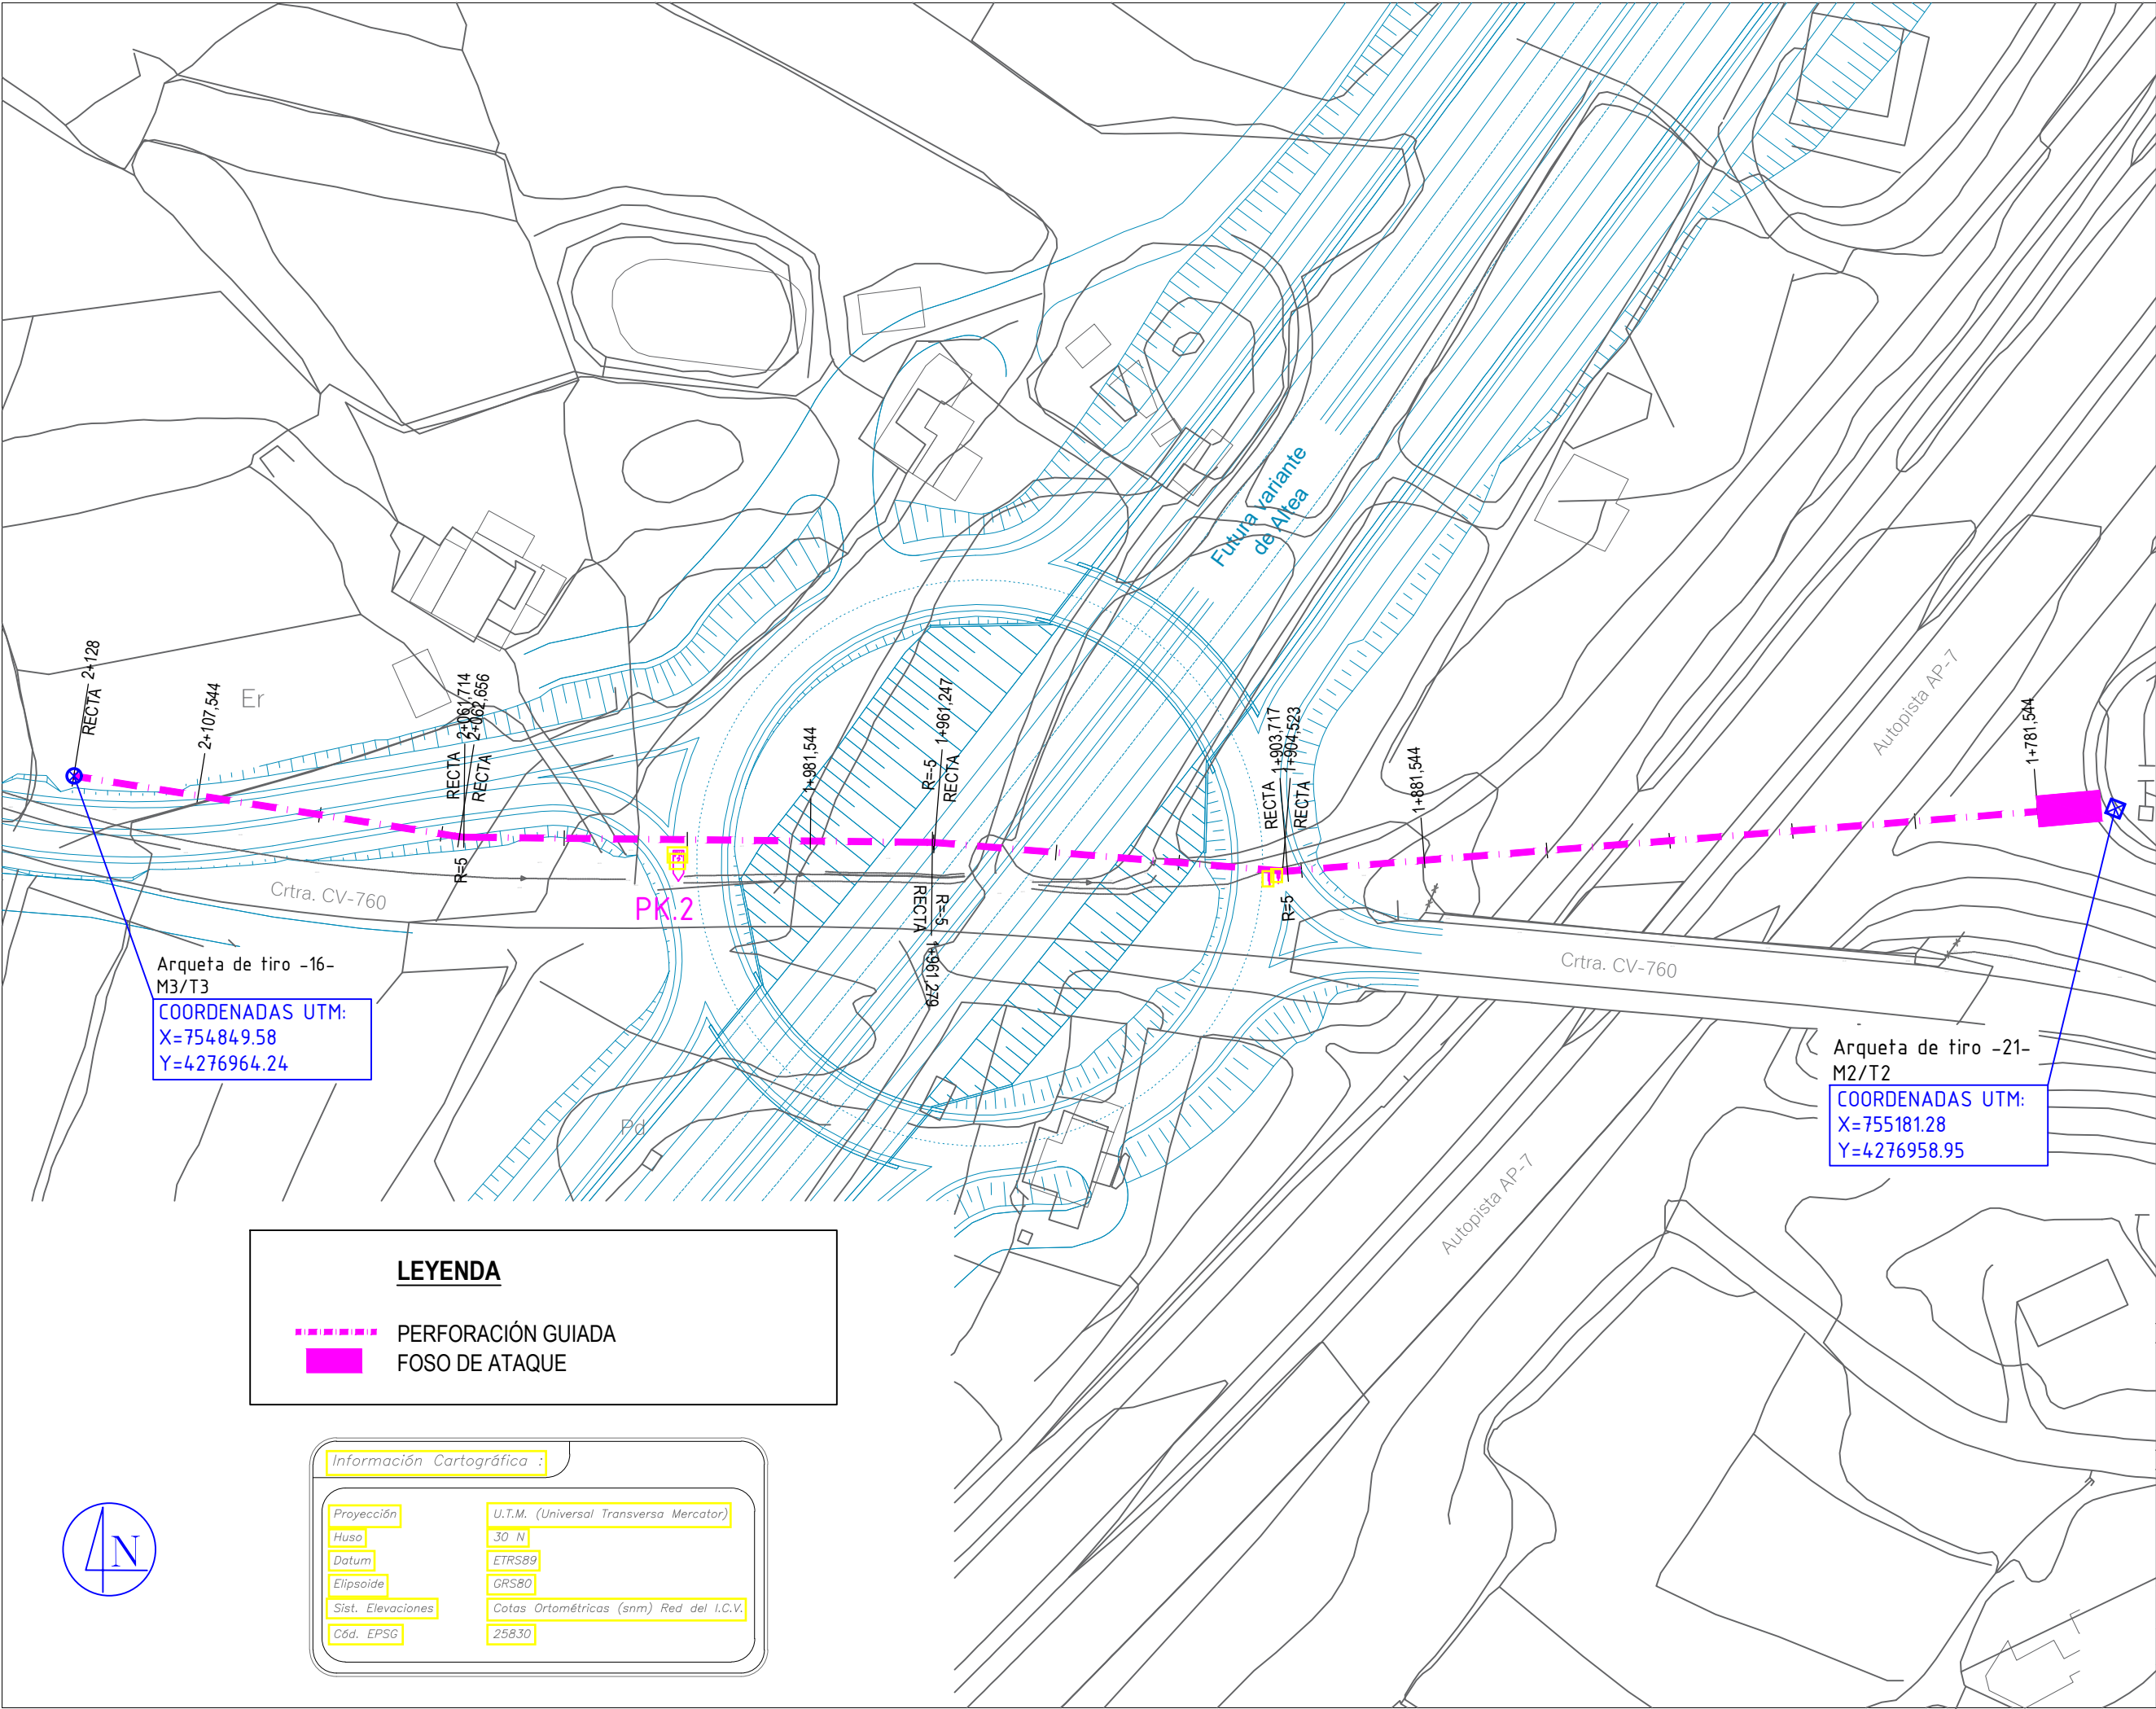 Futura variante
de Altea
Autopista AP-7
RECTA 2+128
Er
2+107,544
RECTA 2+061,714
RECTA 2+062,656
R=5
1+981,544
R=-5 1+961,247
RECTA
RECTA 1+903,717
RECTA 1+904,523
R=5
1+881,544
1+781,544
PK.2
RECTA
R=-5 1+961,279
Crtra. CV-760
Crtra. CV-760
Arqueta de tiro -16-
M3/T3
COORDENADAS UTM:
X=754849.58
Y=4276964.24
Arqueta de tiro -21-
M2/T2
COORDENADAS UTM:
X=755181.28
Y=4276958.95
Pd
Autopista AP-7
LEYENDA
PERFORACIÓN GUIADA
FOSO DE ATAQUE
Información Cartográfica :
Proyección U.T.M. (Universal Transversa Mercator)
Huso 30 N
Datum ETRS89
Elipsoide GRS80
Sist. Elevaciones Cotas Ortométricas (snm) Red del I.C.V.
Cód. EPSG 25830
N